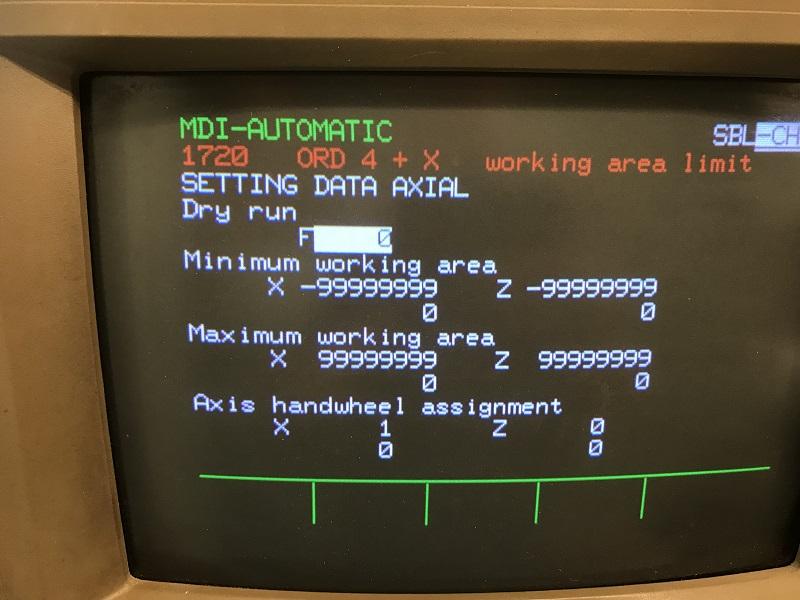 MDI-AUTOMATIC SBL-CH
1720 ORD 4 + X working area limit
SETTING DATA AXIAL
Dry run
F 0
Minimum working area
X -99999999 Z -99999999
0 0
Maximum working area
X 99999999 Z 99999999
0 0
Axis handwheel assignment
X 1 Z 0
0 0